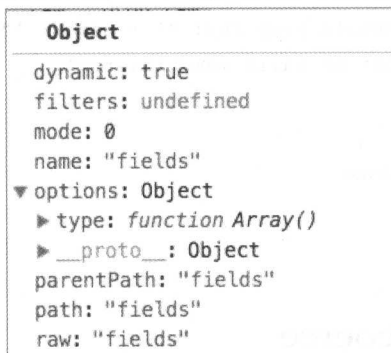 Object
dynamic: true
filters: undefined
mode: 0
name: "fields"
▼ options: Object
▶ type: function Array()
▶ __proto__: Object
parentPath: "fields"
path: "fields"
raw: "fields"